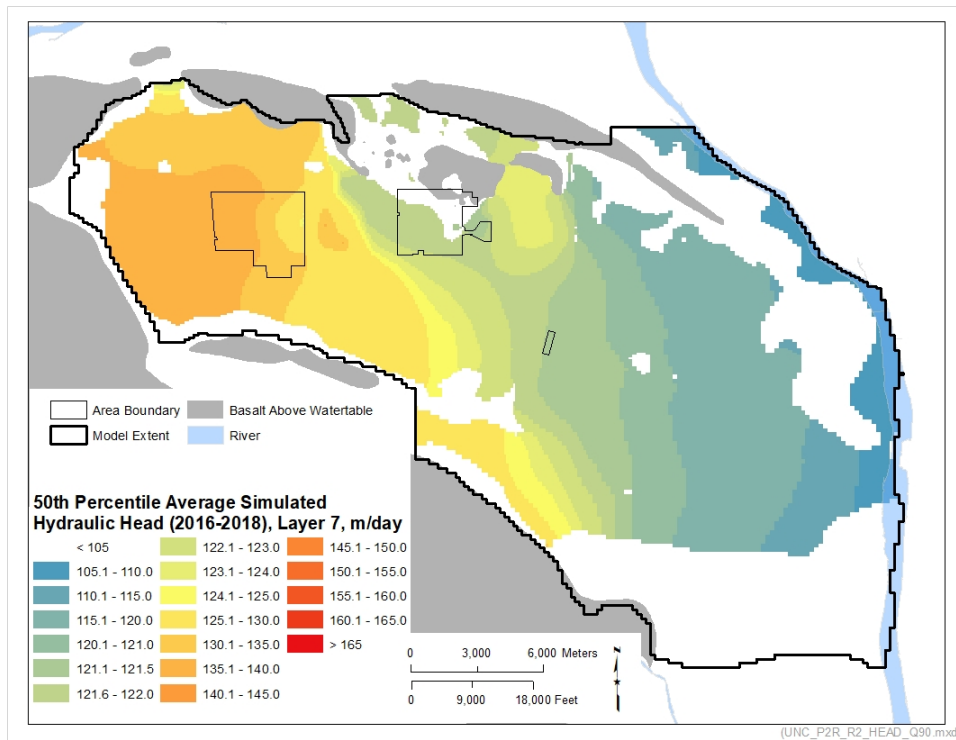 Area Boundary
Basalt Above Watertable
Model Extent
River
50th Percentile Average Simulated
Hydraulic Head (2016-2018), Layer 7, m/day
< 105
105.1 - 110.0
110.1 - 115.0
115.1 - 120.0
120.1 - 121.0
121.1 - 121.5
121.6 - 122.0
122.1 - 123.0
123.1 - 124.0
124.1 - 125.0
125.1 - 130.0
130.1 - 135.0
135.1 - 140.0
140.1 - 145.0
145.1 - 150.0
150.1 - 155.0
155.1 - 160.0
160.1 - 165.0
> 165
0 3,000 6,000 Meters
0 9,000 18,000 Feet
N
(UNC_P2R_R2_HEAD_Q90.mxd